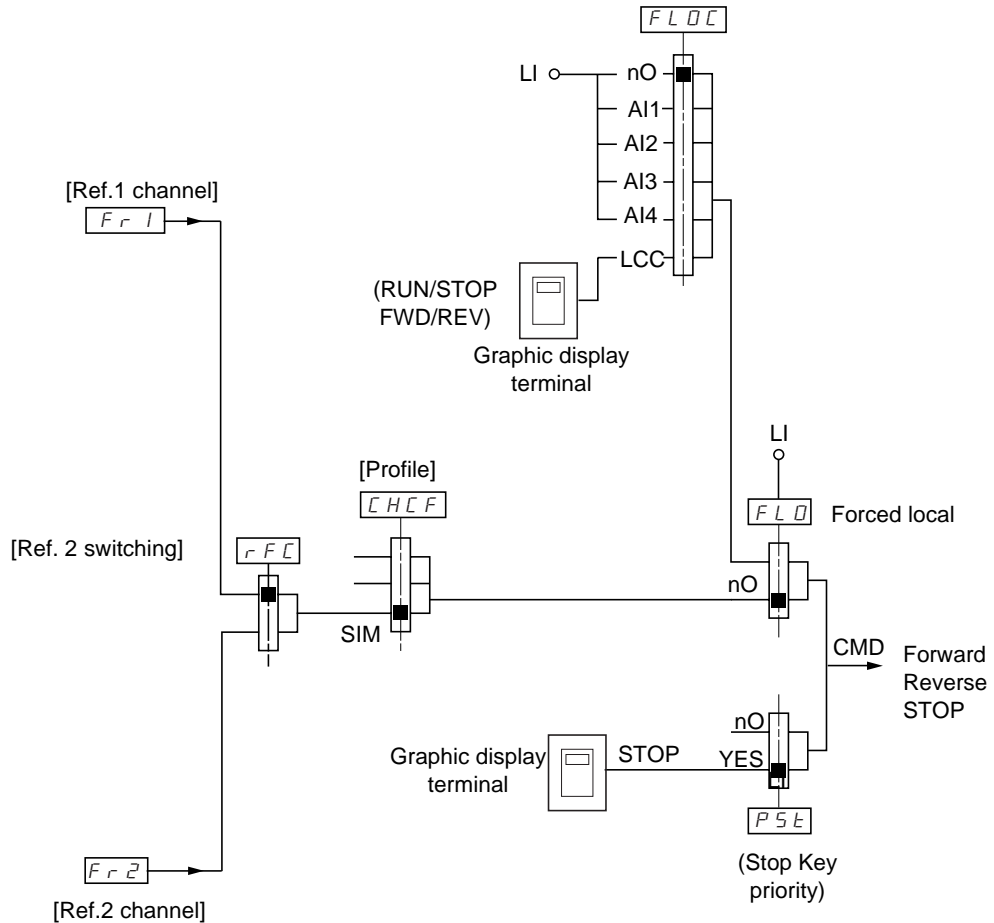 FLOC
LI
nO
AI1
AI2
AI3
AI4
LCC
[Ref.1 channel]
Fr1
(RUN/STOP
FWD/REV)
Graphic display
terminal
LI
[Profile]
CHCF
FLO
Forced local
[Ref. 2 switching]
rFC
nO
SIM
CMD
Forward
Reverse
STOP
nO
Graphic display
terminal
STOP
YES
LI
PSt
(Stop Key
priority)
Fr2
[Ref.2 channel]